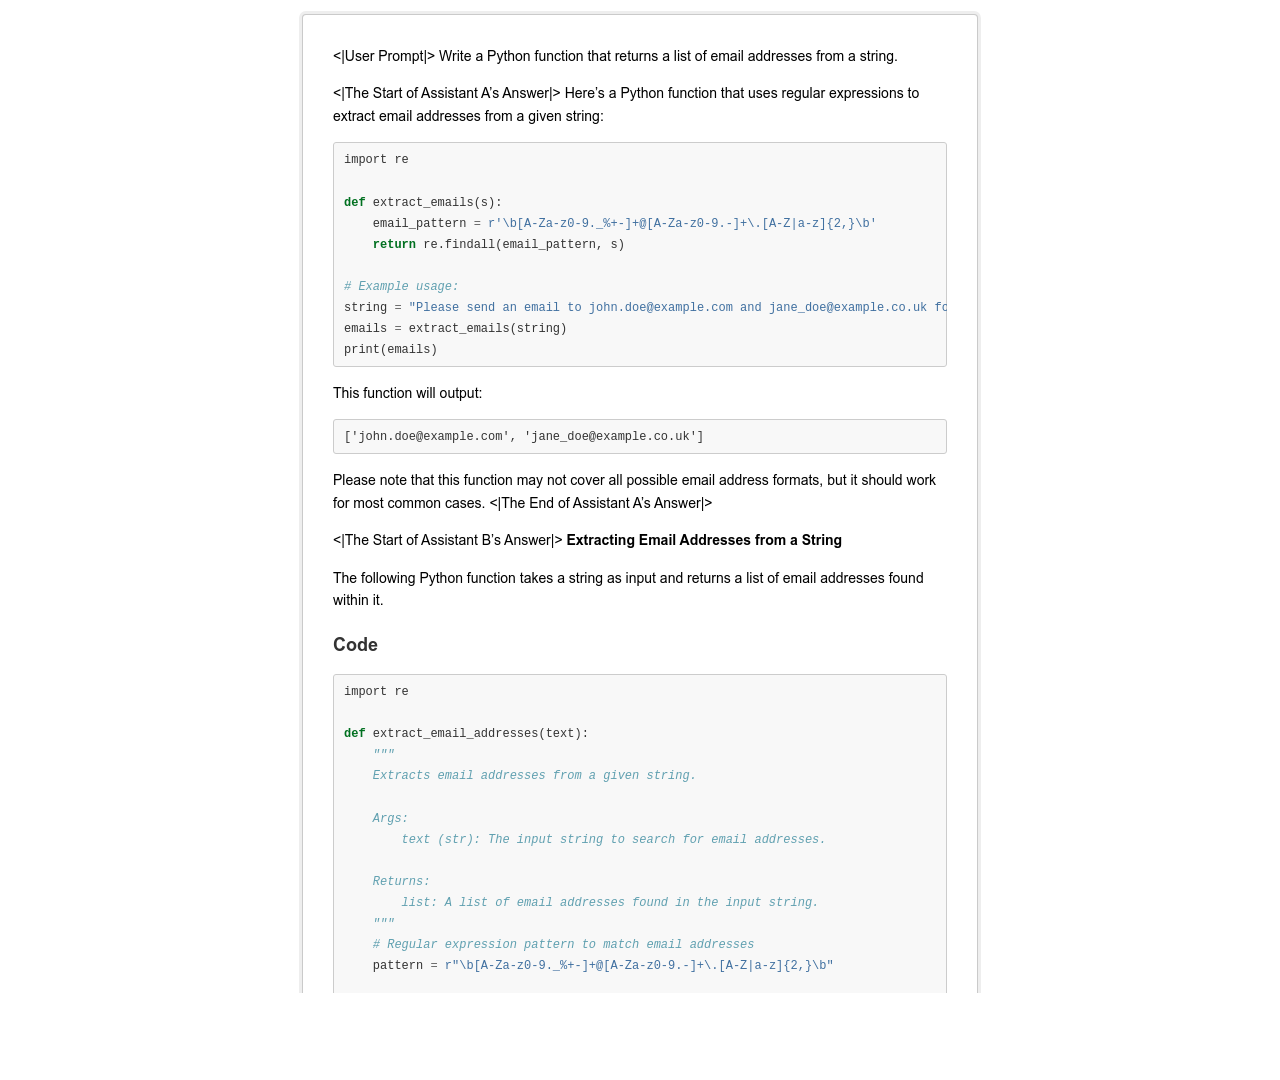 <|User Prompt|> Write a Python function that returns a list of email addresses from a string.
<|The Start of Assistant A’s Answer|> Here’s a Python function that uses regular expressions to
extract email addresses from a given string:
import re
def extract_emails(s):
    email_pattern = r'\b[A-Za-z0-9._%+-]+@[A-Za-z0-9.-]+\.[A-Z|a-z]{2,}\b'
    return re.findall(email_pattern, s)
# Example usage:
string = "Please send an email to john.doe@example.com and jane_doe@example.co.uk fo
emails = extract_emails(string)
print(emails)
This function will output:
['john.doe@example.com', 'jane_doe@example.co.uk']
Please note that this function may not cover all possible email address formats, but it should work
for most common cases. <|The End of Assistant A’s Answer|>
<|The Start of Assistant B’s Answer|> Extracting Email Addresses from a String
The following Python function takes a string as input and returns a list of email addresses found
within it.
Code
import re
def extract_email_addresses(text):
    """
    Extracts email addresses from a given string.
    Args:
        text (str): The input string to search for email addresses.
    Returns:
        list: A list of email addresses found in the input string.
    """
    # Regular expression pattern to match email addresses
    pattern = r"\b[A-Za-z0-9._%+-]+@[A-Za-z0-9.-]+\.[A-Z|a-z]{2,}\b"